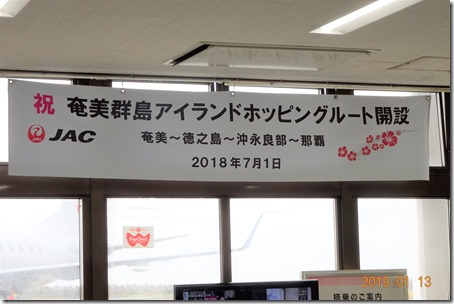 祝 奄美群島アイランドホッピングルート開設
JAC 奄美～徳之島～沖永良部～那覇
2018年7月1日
搭乗のご案内